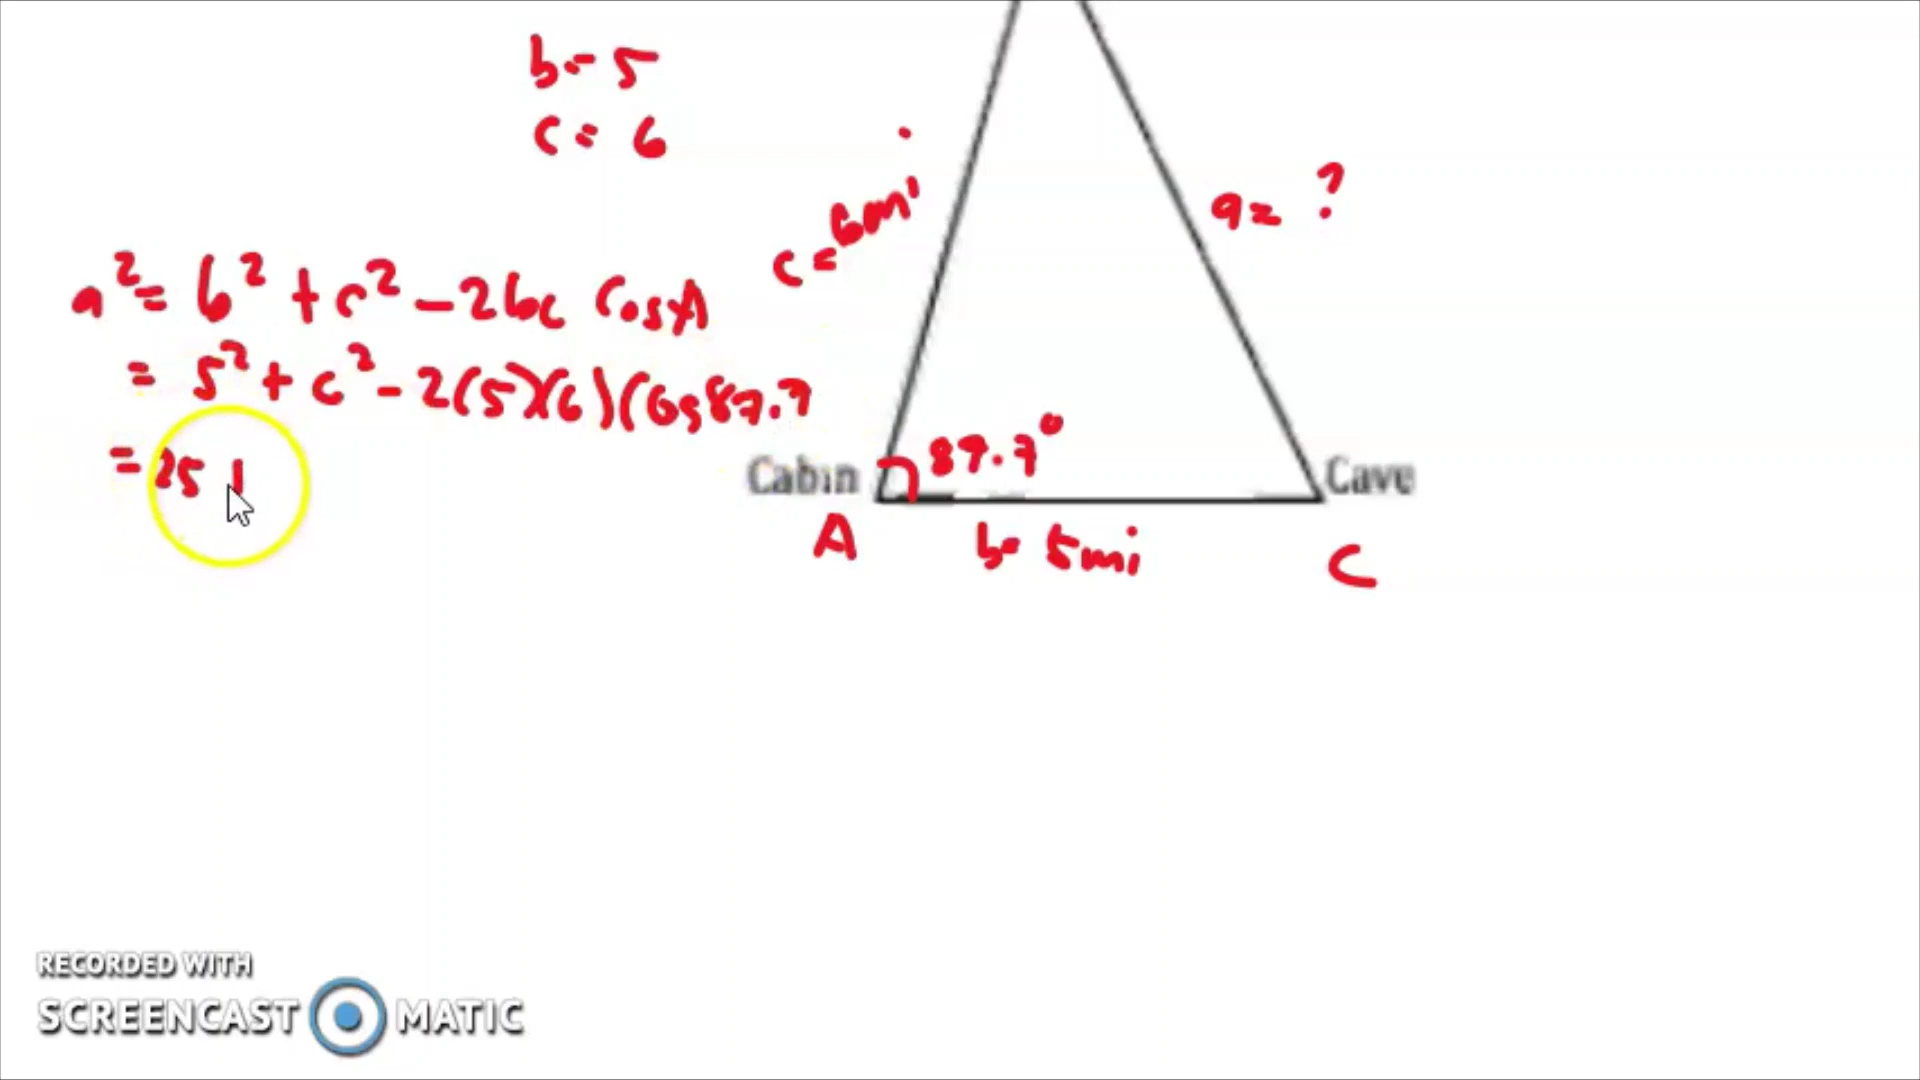 b= 5
c= 6
c=6mi
a= ?
a²= b² + c² -2bc CosA
= 5² + c² - 2(5)(6)(Cos87.7
= 25
87.7°
Cabin
Cave
A
b= 5mi
C
RECORDED WITH
SCREENCAST MATIC